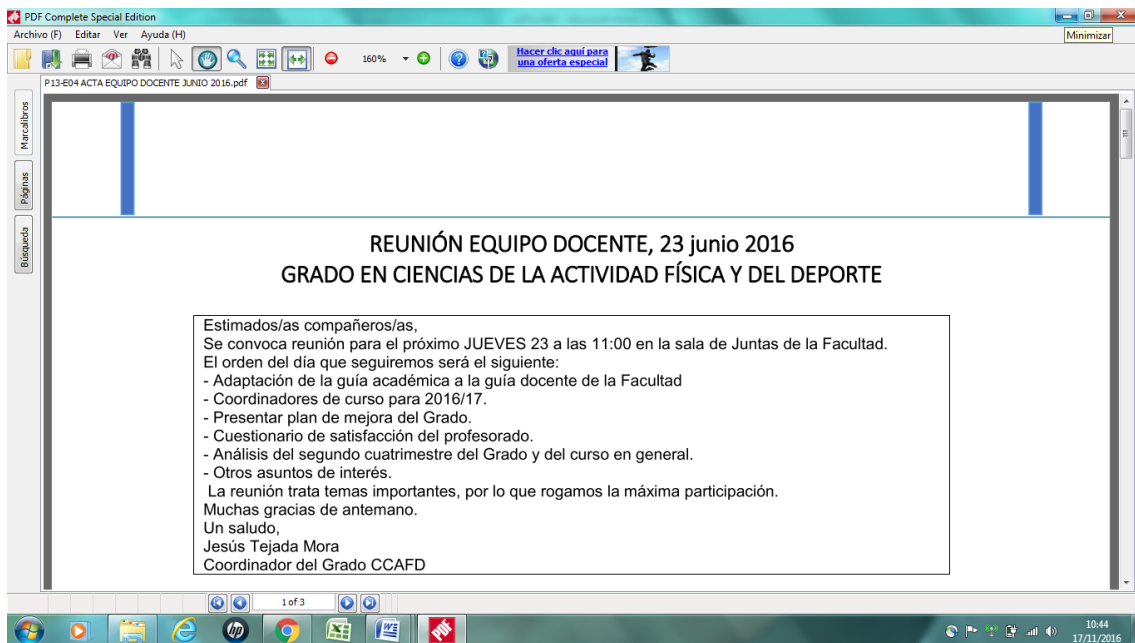 PDF Complete Special Edition
Archivo (F) Editar Ver Ayuda (H)
Minimizar
160%
Hacer clic aquí para
una oferta especial
P13-E04 ACTA EQUIPO DOCENTE JUNIO 2016.pdf
Marcalibros
Páginas
Búsqueda
REUNIÓN EQUIPO DOCENTE, 23 junio 2016
GRADO EN CIENCIAS DE LA ACTIVIDAD FÍSICA Y DEL DEPORTE
Estimados/as compañeros/as,
Se convoca reunión para el próximo JUEVES 23 a las 11:00 en la sala de Juntas de la Facultad.
El orden del día que seguiremos será el siguiente:
- Adaptación de la guía académica a la guía docente de la Facultad
- Coordinadores de curso para 2016/17.
- Presentar plan de mejora del Grado.
- Cuestionario de satisfacción del profesorado.
- Análisis del segundo cuatrimestre del Grado y del curso en general.
- Otros asuntos de interés.
La reunión trata temas importantes, por lo que rogamos la máxima participación.
Muchas gracias de antemano.
Un saludo,
Jesús Tejada Mora
Coordinador del Grado CCAFD
1 of 3
10:44
17/11/2016